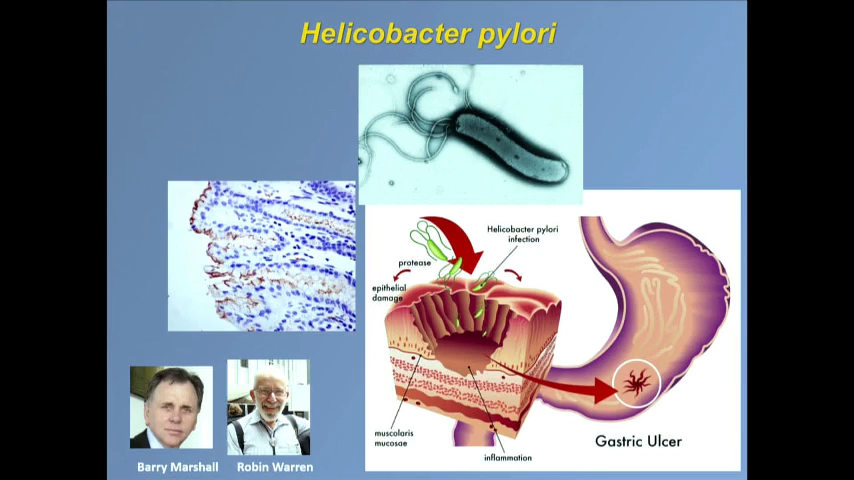 Helicobacter pylori
Helicobacter pylori
infection
protease
epithelial
damage
muscolaris
mucosae
inflammation
Gastric Ulcer
Barry Marshall
Robin Warren